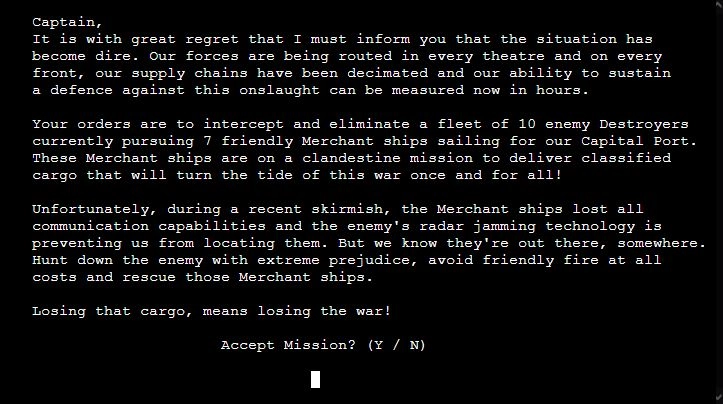 Captain,
It is with great regret that I must inform you that the situation has
become dire. Our forces are being routed in every theatre and on every
front, our supply chains have been decimated and our ability to sustain
a defence against this onslaught can be measured now in hours.
Your orders are to intercept and eliminate a fleet of 10 enemy Destroyers
currently pursuing 7 friendly Merchant ships sailing for our Capital Port.
These Merchant ships are on a clandestine mission to deliver classified
cargo that will turn the tide of this war once and for all!
Unfortunately, during a recent skirmish, the Merchant ships lost all
communication capabilities and the enemy's radar jamming technology is
preventing us from locating them. But we know they're out there, somewhere.
Hunt down the enemy with extreme prejudice, avoid friendly fire at all
costs and rescue those Merchant ships.
Losing that cargo, means losing the war!
Accept Mission? (Y / N)